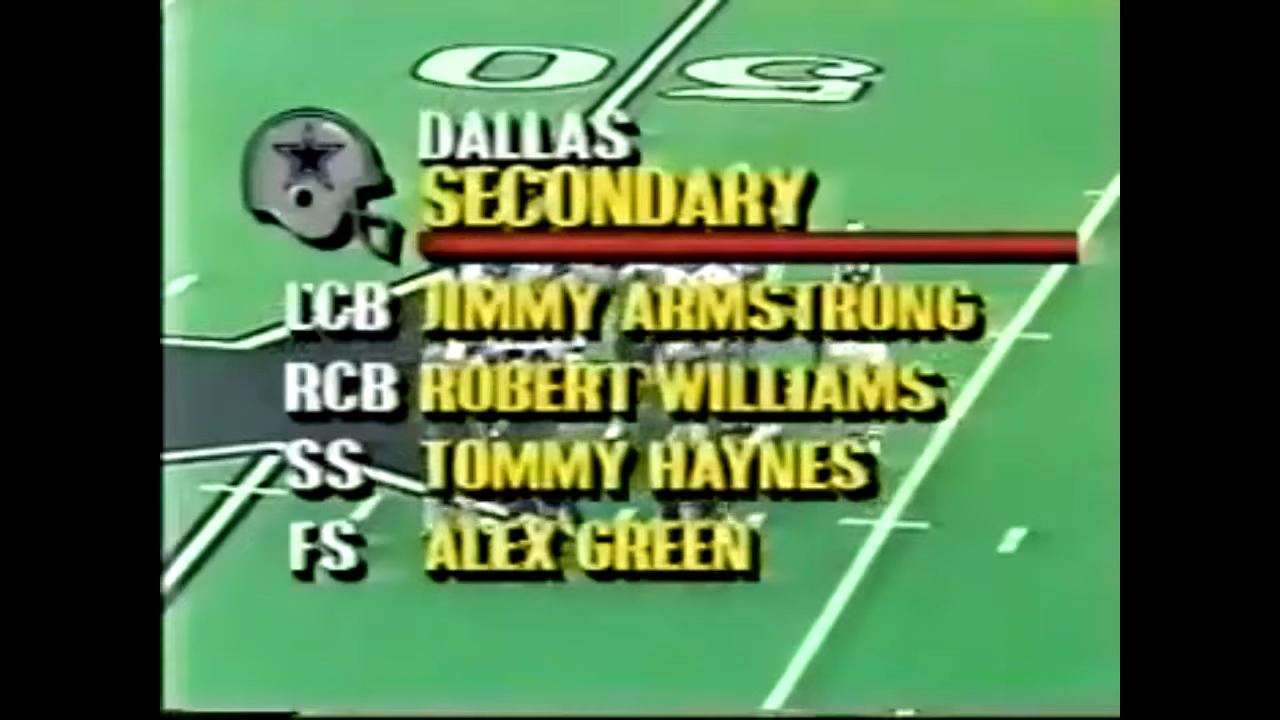 50
DALLAS
SECONDARY
LCB JIMMY ARMSTRONG
RCB ROBERT WILLIAMS
SS TOMMY HAYNES
FS ALEX GREEN